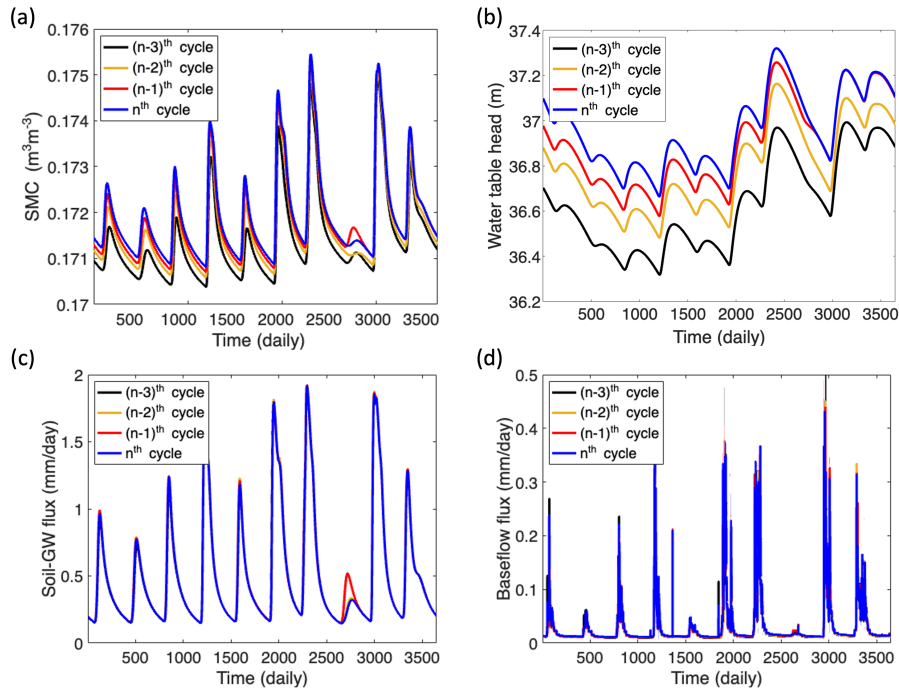 (a)
0.176
0.175
0.174
0.173
0.172
0.171
0.17
SMC (m³m⁻³)
(n-3)ᵗʰ cycle
(n-2)ᵗʰ cycle
(n-1)ᵗʰ cycle
nᵗʰ cycle
500 1000 1500 2000 2500 3000 3500
Time (daily)
(b)
37.4
37.2
37
36.8
36.6
36.4
36.2
Water table head (m)
(n-3)ᵗʰ cycle
(n-2)ᵗʰ cycle
(n-1)ᵗʰ cycle
nᵗʰ cycle
500 1000 1500 2000 2500 3000 3500
Time (daily)
(c)
2
1.5
1
0.5
0
Soil-GW flux (mm/day)
(n-3)ᵗʰ cycle
(n-2)ᵗʰ cycle
(n-1)ᵗʰ cycle
nᵗʰ cycle
500 1000 1500 2000 2500 3000 3500
Time (daily)
(d)
0.5
0.4
0.3
0.2
0.1
0
Baseflow flux (mm/day)
(n-3)ᵗʰ cycle
(n-2)ᵗʰ cycle
(n-1)ᵗʰ cycle
nᵗʰ cycle
500 1000 1500 2000 2500 3000 3500
Time (daily)